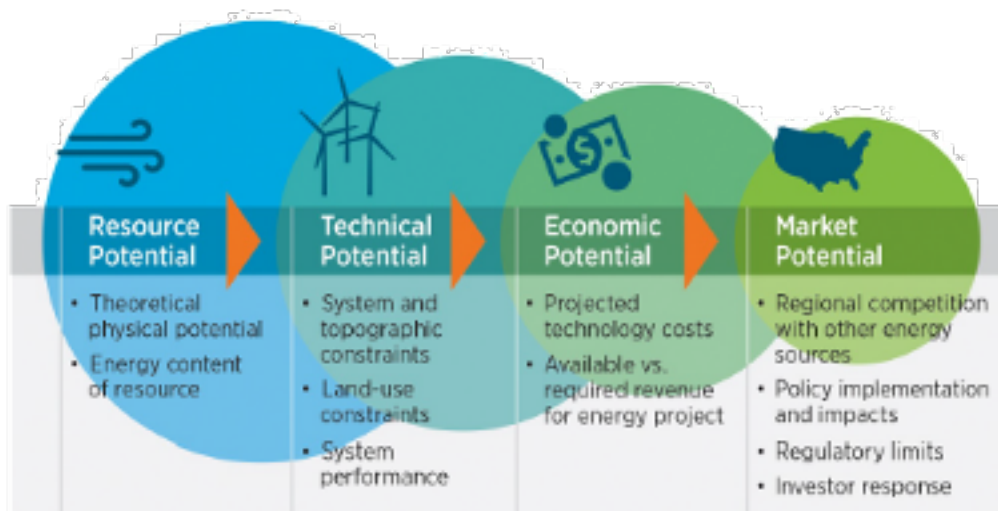 Resource
Potential
• Theoretical
physical potential
• Energy content
of resource
Technical
Potential
• System and
topographic
constraints
• Land-use
constraints
• System
performance
$
Economic
Potential
• Projected
technology costs
• Available vs.
required revenue
for energy project
Market
Potential
• Regional competition
with other energy
sources
• Policy implementation
and impacts
• Regulatory limits
• Investor response